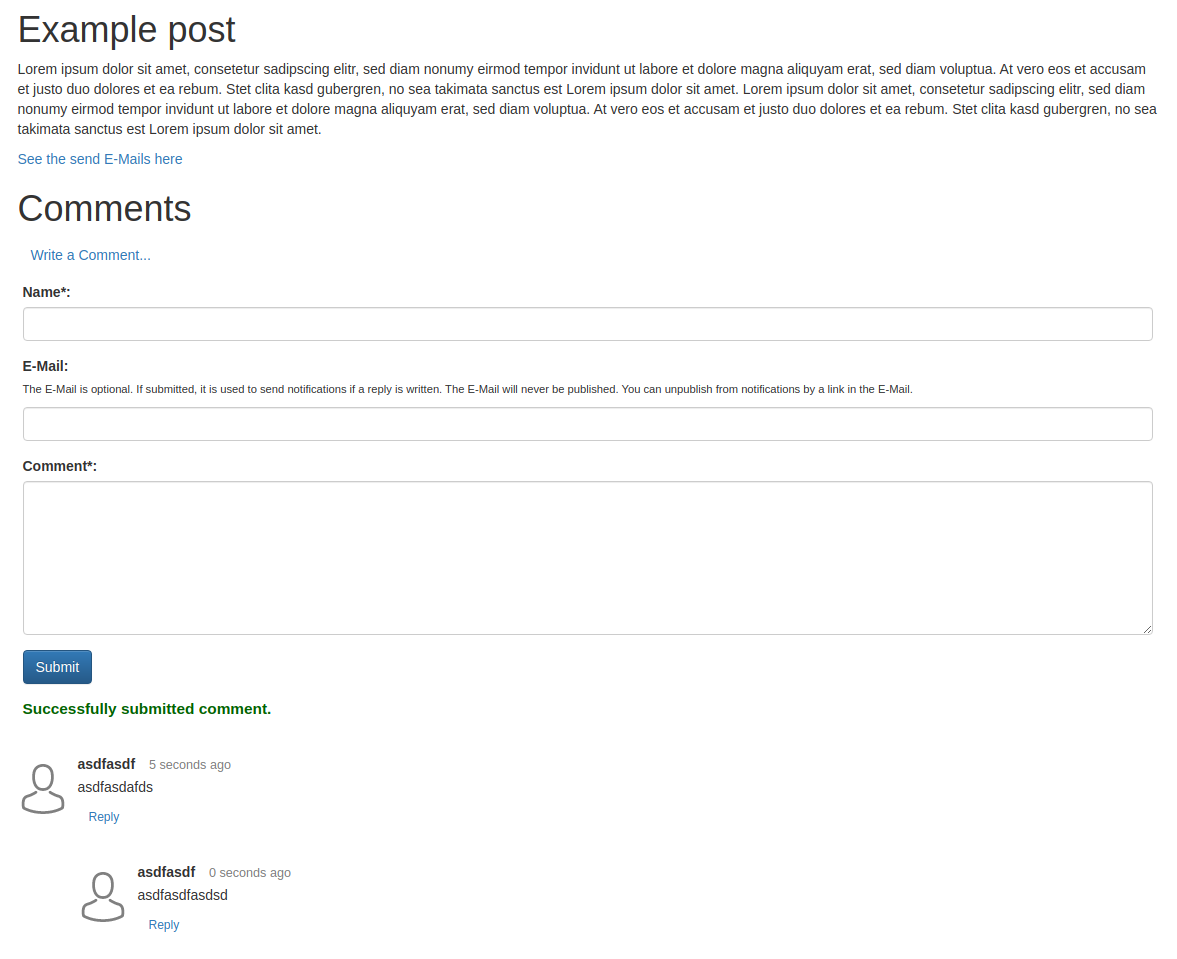 Example post
Lorem ipsum dolor sit amet, consetetur sadipscing elitr, sed diam nonumy eirmod tempor invidunt ut labore et dolore magna aliquyam erat, sed diam voluptua. At vero eos et accusam
et justo duo dolores et ea rebum. Stet clita kasd gubergren, no sea takimata sanctus est Lorem ipsum dolor sit amet. Lorem ipsum dolor sit amet, consetetur sadipscing elitr, sed diam
nonumy eirmod tempor invidunt ut labore et dolore magna aliquyam erat, sed diam voluptua. At vero eos et accusam et justo duo dolores et ea rebum. Stet clita kasd gubergren, no sea
takimata sanctus est Lorem ipsum dolor sit amet.
See the send E-Mails here
Comments
Write a Comment...
Name*:
E-Mail:
The E-Mail is optional. If submitted, it is used to send notifications if a reply is written. The E-Mail will never be published. You can unpublish from notifications by a link in the E-Mail.
Comment*:
Submit
Successfully submitted comment.
asdfasdf 5 seconds ago
asdfasdafds
Reply
asdfasdf 0 seconds ago
asdfasdfasdsd
Reply